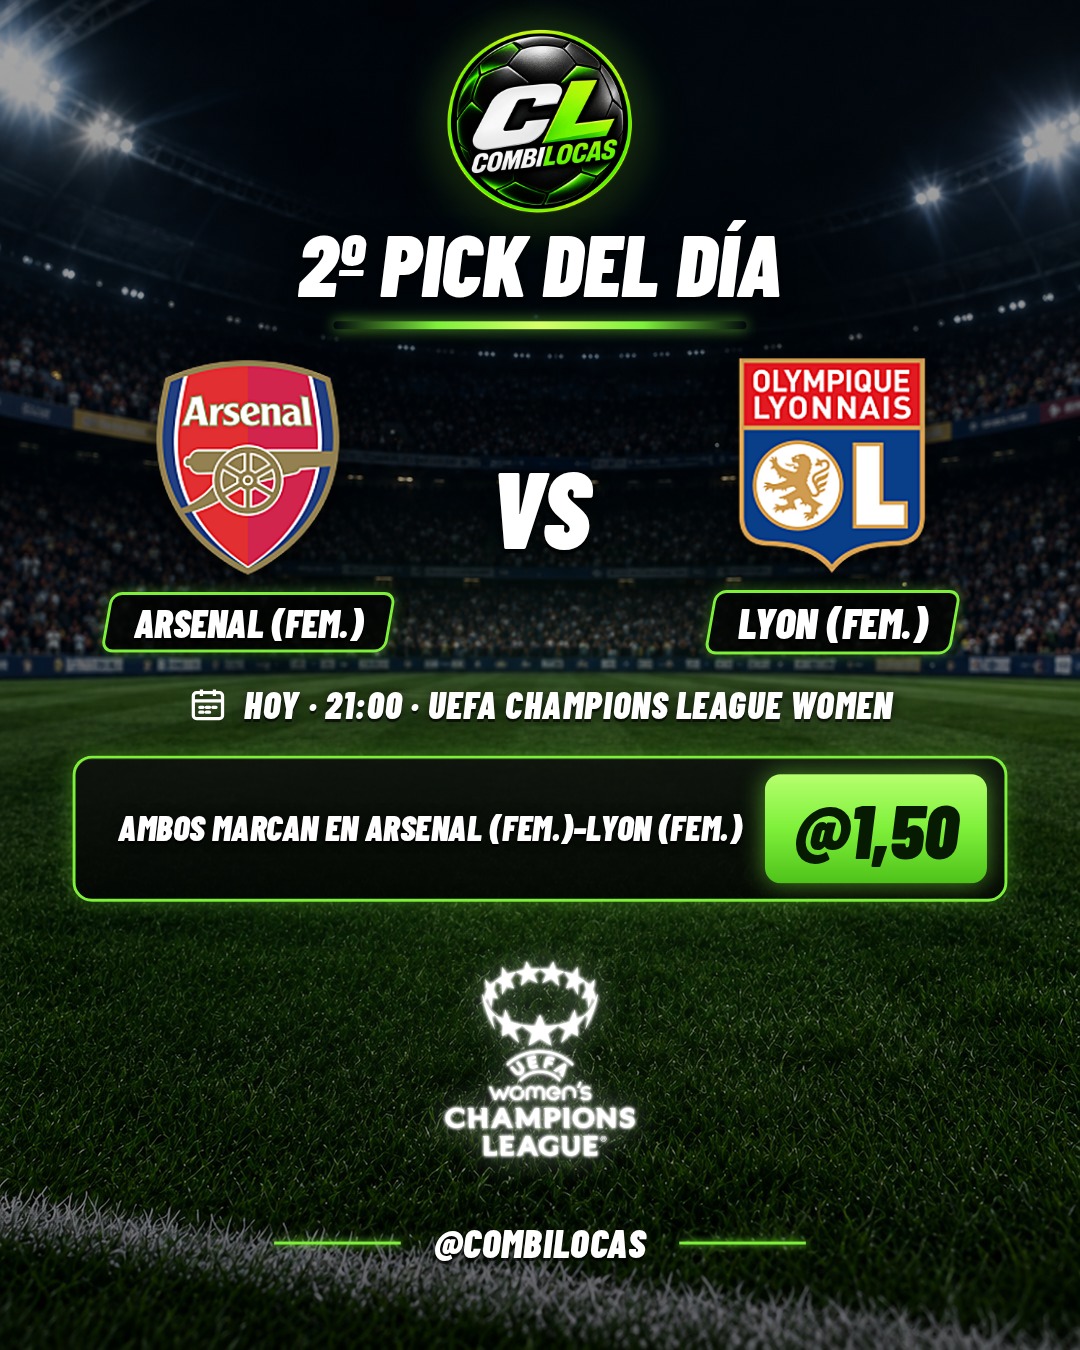 CL
COMBILOCAS
2º PICK DEL DÍA
Arsenal
OLYMPIQUE
LYONNAIS
OL
VS
ARSENAL (FEM.)
LYON (FEM.)
HOY · 21:00 · UEFA CHAMPIONS LEAGUE WOMEN
AMBOS MARCAN EN ARSENAL (FEM.)-LYON (FEM.)
@1,50
UEFA
women's
CHAMPIONS
LEAGUE®
@COMBILOCAS